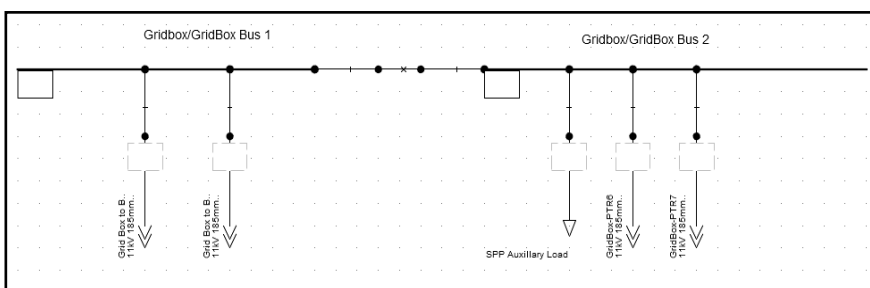 Gridbox/GridBox Bus 1
Gridbox/GridBox Bus 2
Grid Box to B..
11kV 185mm..
Grid Box to B..
11kV 185mm..
SPP Auxillary Load
GridBox-PTR6
11kV 185mm..
GridBox-PTR7
11kV 185mm..